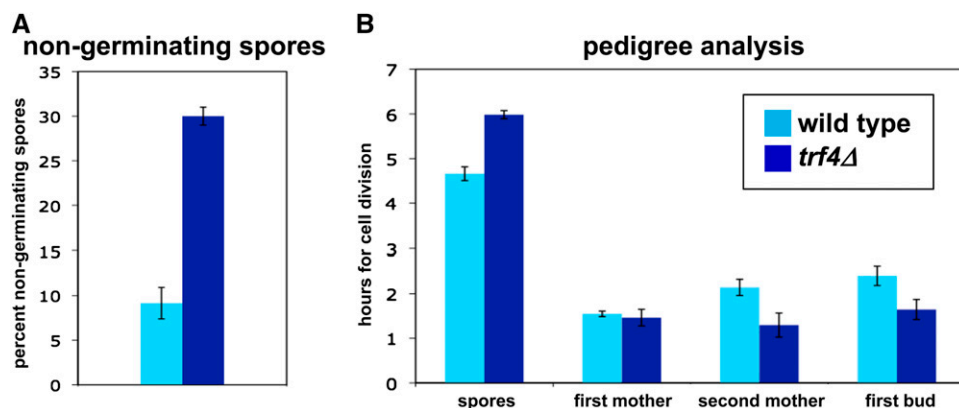 A
non-germinating spores
percent non-germinating spores
35
30
25
20
15
10
5
0
B
pedigree analysis
hours for cell division
7
6
5
4
3
2
1
0
wild type
trf4Δ
spores
first mother
second mother
first bud